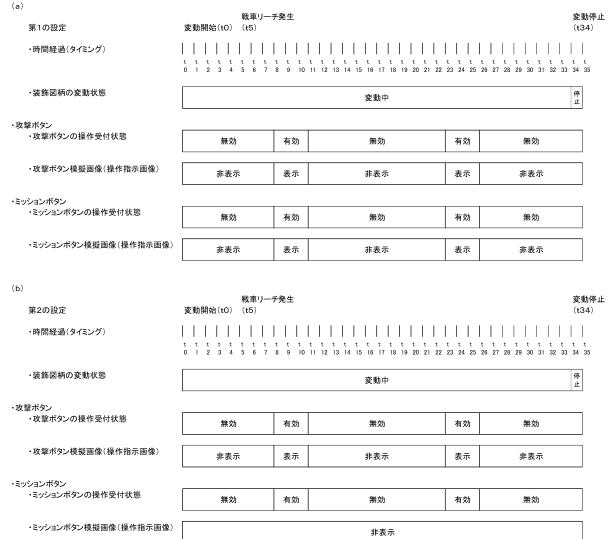 (a)
戦車リーチ発生 変動停止
第1の設定 変動開始(t0) (t5) (t34)
・時間経過(タイミング)
t t t t t t t t t t t t t t t t t t t t t t t t t t t t t t t t t t t t
0 1 2 3 4 5 6 7 8 9 10 11 12 13 14 15 16 17 18 19 20 21 22 23 24 25 26 27 28 29 30 31 32 33 34 35
・装飾図柄の変動状態 変動中 停止
・攻撃ボタン
・攻撃ボタンの操作受付状態 無効 有効 無効 有効 無効
・攻撃ボタン模擬画像(操作指示画像) 非表示 表示 非表示 表示 非表示
・ミッションボタン
・ミッションボタンの操作受付状態 無効 有効 無効 有効 無効
・ミッションボタン模擬画像(操作指示画像) 非表示 表示 非表示 表示 非表示
(b)
戦車リーチ発生 変動停止
第2の設定 変動開始(t0) (t5) (t34)
・時間経過(タイミング)
t t t t t t t t t t t t t t t t t t t t t t t t t t t t t t t t t t t t
0 1 2 3 4 5 6 7 8 9 10 11 12 13 14 15 16 17 18 19 20 21 22 23 24 25 26 27 28 29 30 31 32 33 34 35
・装飾図柄の変動状態 変動中 停止
・攻撃ボタン
・攻撃ボタンの操作受付状態 無効 有効 無効 有効 無効
・攻撃ボタン模擬画像(操作指示画像) 非表示 表示 非表示 表示 非表示
・ミッションボタン
・ミッションボタンの操作受付状態 無効 有効 無効 有効 無効
・ミッションボタン模擬画像(操作指示画像) 非表示